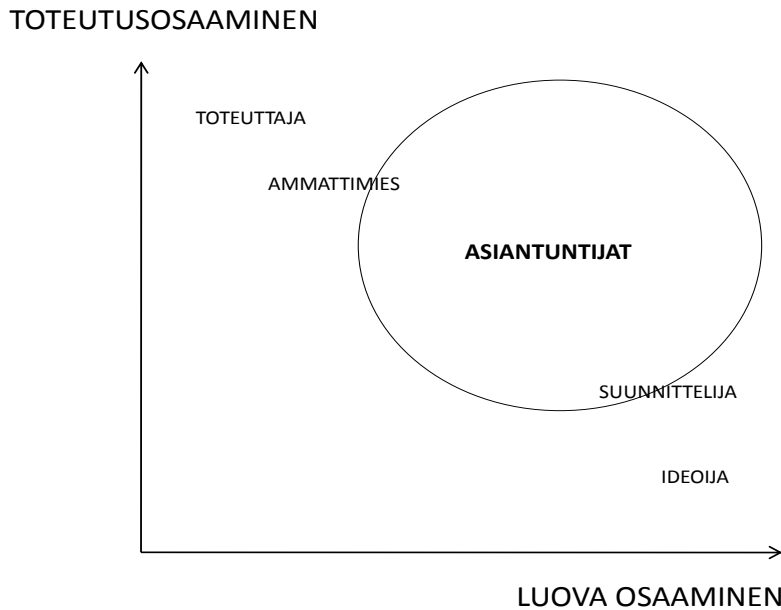 TOTEUTUSOSAAMINEN
TOTEUTTAJA
AMMATTIMIES
ASIANTUNTIJAT
SUUNNITTELIJA
IDEOIJA
LUOVA OSAAMINEN